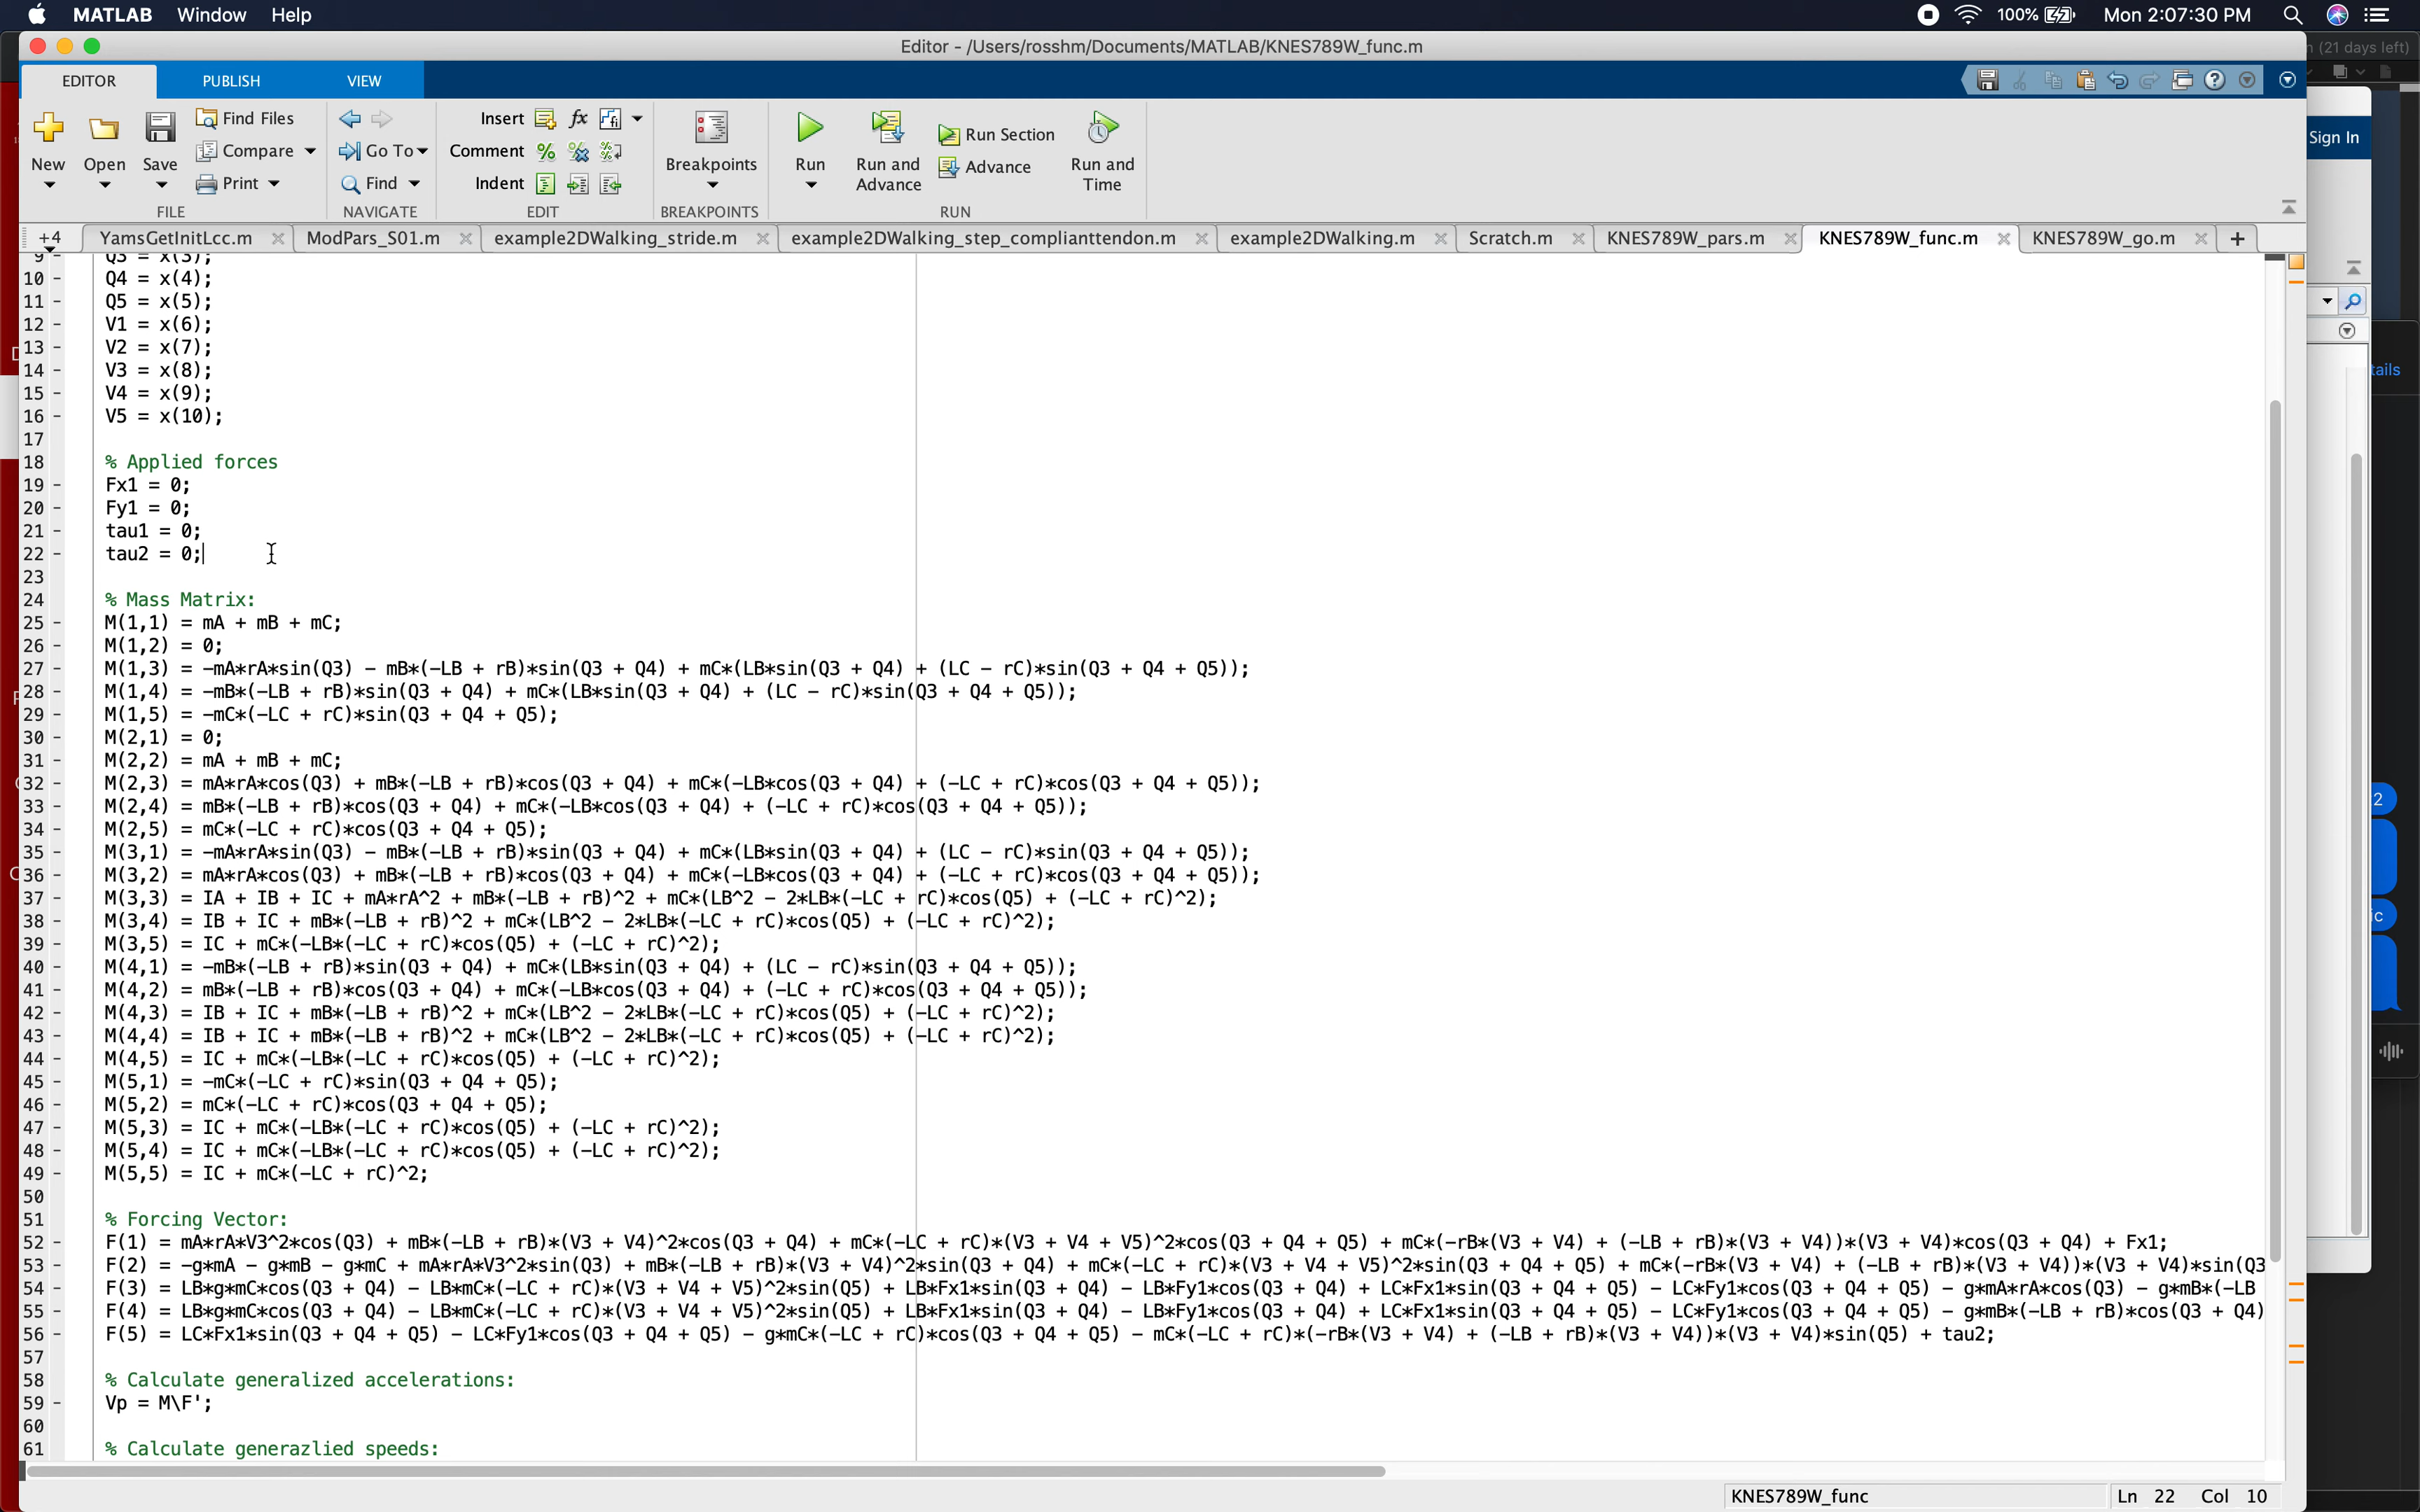 MATLAB Window Help 100% Mon 2:07:30 PM
Editor - /Users/rosshm/Documents/MATLAB/KNES789W_func.m
n (21 days left)
EDITOR PUBLISH VIEW
Insert fx
Find Files
Compare Go To Comment
Run Section
Sign In
New Open Save Breakpoints Run Run and Advance Advance Run and Time
Print Find Indent
FILE NAVIGATE EDIT BREAKPOINTS RUN
+4 YamsGetInitLcc.m ModPars_S01.m example2DWalking_stride.m example2DWalking_step_complianttendon.m example2DWalking.m Scratch.m KNES789W_pars.m KNES789W_func.m KNES789W_go.m +
9 - Q3 = x(3);
10 - Q4 = x(4);
11 - Q5 = x(5);
12 - V1 = x(6);
13 - V2 = x(7);
14 - V3 = x(8);
15 - V4 = x(9);
16 - V5 = x(10);
17
18 % Applied forces
19 - Fx1 = 0;
20 - Fy1 = 0;
21 - tau1 = 0;
22 - tau2 = 0;
23
24 % Mass Matrix:
25 - M(1,1) = mA + mB + mC;
26 - M(1,2) = 0;
27 - M(1,3) = -mA*rA*sin(Q3) - mB*(-LB + rB)*sin(Q3 + Q4) + mC*(LB*sin(Q3 + Q4) + (LC - rC)*sin(Q3 + Q4 + Q5));
28 - M(1,4) = -mB*(-LB + rB)*sin(Q3 + Q4) + mC*(LB*sin(Q3 + Q4) + (LC - rC)*sin(Q3 + Q4 + Q5));
29 - M(1,5) = -mC*(-LC + rC)*sin(Q3 + Q4 + Q5);
30 - M(2,1) = 0;
31 - M(2,2) = mA + mB + mC;
32 - M(2,3) = mA*rA*cos(Q3) + mB*(-LB + rB)*cos(Q3 + Q4) + mC*(-LB*cos(Q3 + Q4) + (-LC + rC)*cos(Q3 + Q4 + Q5));
33 - M(2,4) = mB*(-LB + rB)*cos(Q3 + Q4) + mC*(-LB*cos(Q3 + Q4) + (-LC + rC)*cos(Q3 + Q4 + Q5));
34 - M(2,5) = mC*(-LC + rC)*cos(Q3 + Q4 + Q5);
35 - M(3,1) = -mA*rA*sin(Q3) - mB*(-LB + rB)*sin(Q3 + Q4) + mC*(LB*sin(Q3 + Q4) + (LC - rC)*sin(Q3 + Q4 + Q5));
36 - M(3,2) = mA*rA*cos(Q3) + mB*(-LB + rB)*cos(Q3 + Q4) + mC*(-LB*cos(Q3 + Q4) + (-LC + rC)*cos(Q3 + Q4 + Q5));
37 - M(3,3) = IA + IB + IC + mA*rA^2 + mB*(-LB + rB)^2 + mC*(LB^2 - 2*LB*(-LC + rC)*cos(Q5) + (-LC + rC)^2);
38 - M(3,4) = IB + IC + mB*(-LB + rB)^2 + mC*(LB^2 - 2*LB*(-LC + rC)*cos(Q5) + (-LC + rC)^2);
39 - M(3,5) = IC + mC*(-LB*(-LC + rC)*cos(Q5) + (-LC + rC)^2);
40 - M(4,1) = -mB*(-LB + rB)*sin(Q3 + Q4) + mC*(LB*sin(Q3 + Q4) + (LC - rC)*sin(Q3 + Q4 + Q5));
41 - M(4,2) = mB*(-LB + rB)*cos(Q3 + Q4) + mC*(-LB*cos(Q3 + Q4) + (-LC + rC)*cos(Q3 + Q4 + Q5));
42 - M(4,3) = IB + IC + mB*(-LB + rB)^2 + mC*(LB^2 - 2*LB*(-LC + rC)*cos(Q5) + (-LC + rC)^2);
43 - M(4,4) = IB + IC + mB*(-LB + rB)^2 + mC*(LB^2 - 2*LB*(-LC + rC)*cos(Q5) + (-LC + rC)^2);
44 - M(4,5) = IC + mC*(-LB*(-LC + rC)*cos(Q5) + (-LC + rC)^2);
45 - M(5,1) = -mC*(-LC + rC)*sin(Q3 + Q4 + Q5);
46 - M(5,2) = mC*(-LC + rC)*cos(Q3 + Q4 + Q5);
47 - M(5,3) = IC + mC*(-LB*(-LC + rC)*cos(Q5) + (-LC + rC)^2);
48 - M(5,4) = IC + mC*(-LB*(-LC + rC)*cos(Q5) + (-LC + rC)^2);
49 - M(5,5) = IC + mC*(-LC + rC)^2;
50
51 % Forcing Vector:
52 - F(1) = mA*rA*V3^2*cos(Q3) + mB*(-LB + rB)*(V3 + V4)^2*cos(Q3 + Q4) + mC*(-LC + rC)*(V3 + V4 + V5)^2*cos(Q3 + Q4 + Q5) + mC*(-rB*(V3 + V4) + (-LB + rB)*(V3 + V4))*(V3 + V4)*cos(Q3 + Q4) + Fx1;
53 - F(2) = -g*mA - g*mB - g*mC + mA*rA*V3^2*sin(Q3) + mB*(-LB + rB)*(V3 + V4)^2*sin(Q3 + Q4) + mC*(-LC + rC)*(V3 + V4 + V5)^2*sin(Q3 + Q4 + Q5) + mC*(-rB*(V3 + V4) + (-LB + rB)*(V3 + V4))*(V3 + V4)*sin(Q3
54 - F(3) = LB*g*mC*cos(Q3 + Q4) - LB*mC*(-LC + rC)*(V3 + V4 + V5)^2*sin(Q5) + LB*Fx1*sin(Q3 + Q4) - LB*Fy1*cos(Q3 + Q4) + LC*Fx1*sin(Q3 + Q4 + Q5) - LC*Fy1*cos(Q3 + Q4 + Q5) - g*mA*rA*cos(Q3) - g*mB*(-LB
55 - F(4) = LB*g*mC*cos(Q3 + Q4) - LB*mC*(-LC + rC)*(V3 + V4 + V5)^2*sin(Q5) + LB*Fx1*sin(Q3 + Q4) - LB*Fy1*cos(Q3 + Q4) + LC*Fx1*sin(Q3 + Q4 + Q5) - LC*Fy1*cos(Q3 + Q4 + Q5) - g*mB*(-LB + rB)*cos(Q3 + Q4)
56 - F(5) = LC*Fx1*sin(Q3 + Q4 + Q5) - LC*Fy1*cos(Q3 + Q4 + Q5) - g*mC*(-LC + rC)*cos(Q3 + Q4 + Q5) - mC*(-LC + rC)*(-rB*(V3 + V4) + (-LB + rB)*(V3 + V4))*(V3 + V4)*sin(Q5) + tau2;
57
58 % Calculate generalized accelerations:
59 - Vp = M\F';
60
61 % Calculate generazlied speeds:
tails
2
ic
KNES789W_func Ln 22 Col 10